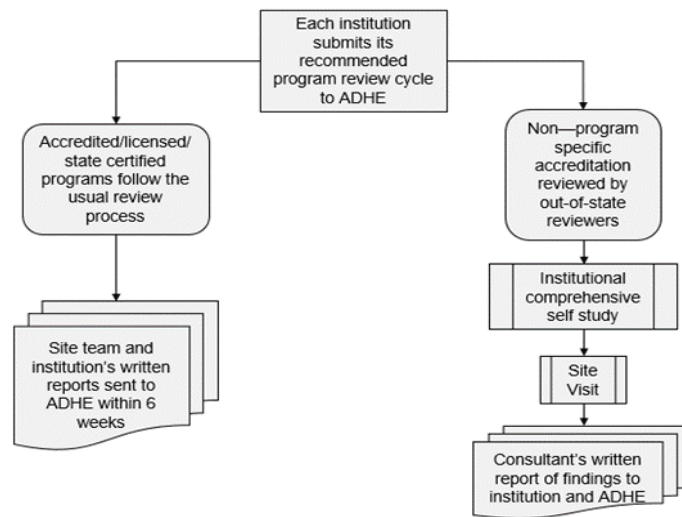 Each institution
submits its
recommended
program review cycle
to ADHE
Accredited/licensed/
state certified
programs follow the
usual review
process
Non—program
specific
accreditation
reviewed by
out-of-state
reviewers
Institutional
comprehensive
self study
Site team and
institution's written
reports sent to
ADHE within 6
weeks
Site
Visit
Consultant's written
report of findings to
institution and ADHE